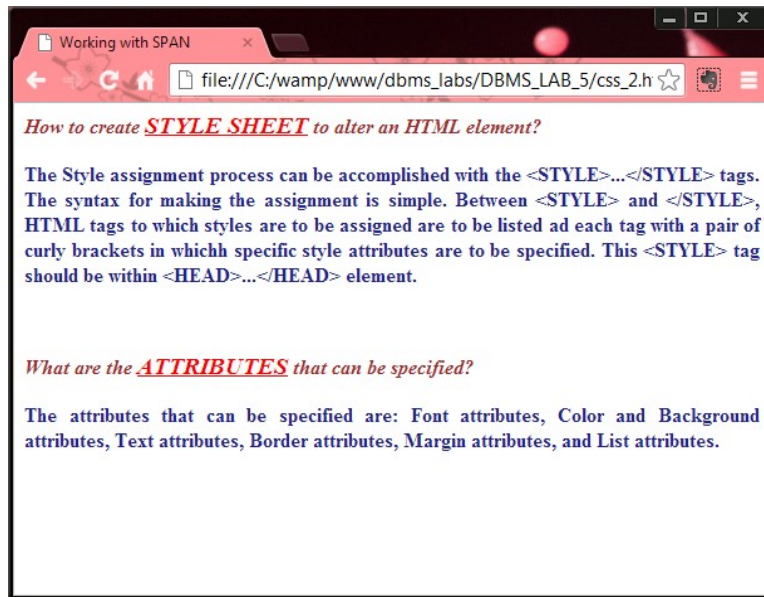 Working with SPAN
file:///C:/wamp/www/dbms_labs/DBMS_LAB_5/css_2.h
How to create STYLE SHEET to alter an HTML element?
The Style assignment process can be accomplished with the <STYLE>...</STYLE> tags.
The syntax for making the assignment is simple. Between <STYLE> and </STYLE>,
HTML tags to which styles are to be assigned are to be listed ad each tag with a pair of
curly brackets in whichh specific style attributes are to be specified. This <STYLE> tag
should be within <HEAD>...</HEAD> element.
What are the ATTRIBUTES that can be specified?
The attributes that can be specified are: Font attributes, Color and Background
attributes, Text attributes, Border attributes, Margin attributes, and List attributes.